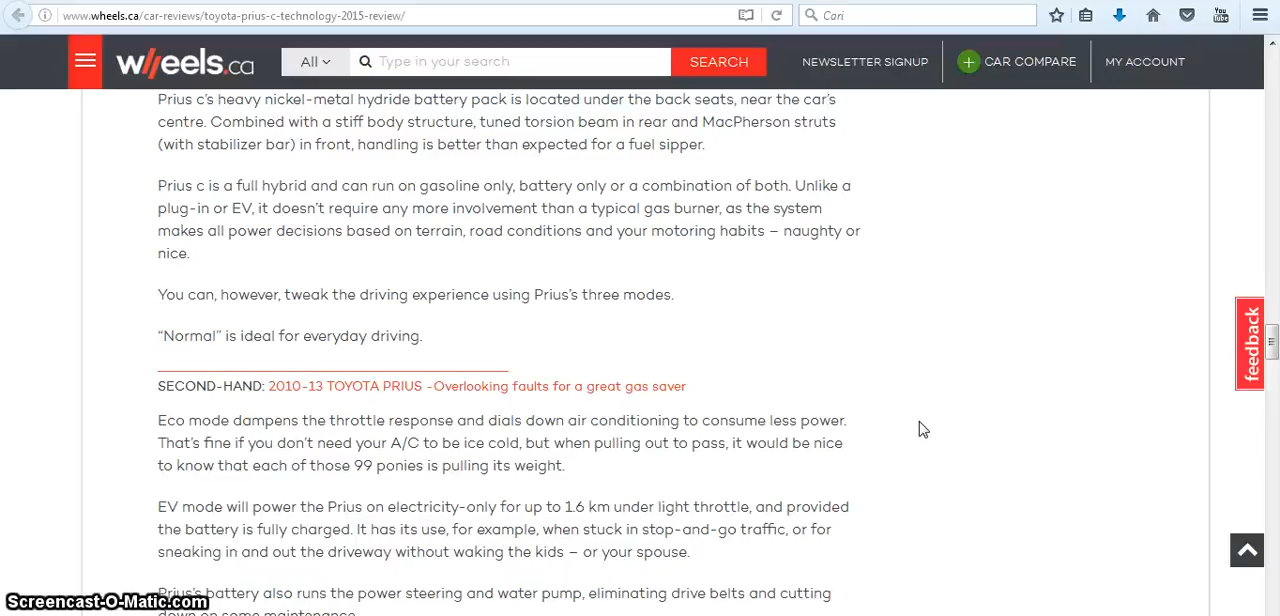 www.wheels.ca/car-reviews/toyota-prius-c-technology-2015-review/
Cari
You Tube
wheels.ca
All
Type in your search
SEARCH
NEWSLETTER SIGNUP
CAR COMPARE
MY ACCOUNT
Prius c's heavy nickel-metal hydride battery pack is located under the back seats, near the car's
centre. Combined with a stiff body structure, tuned torsion beam in rear and MacPherson struts
(with stabilizer bar) in front, handling is better than expected for a fuel sipper.
Prius c is a full hybrid and can run on gasoline only, battery only or a combination of both. Unlike a
plug-in or EV, it doesn't require any more involvement than a typical gas burner, as the system
makes all power decisions based on terrain, road conditions and your motoring habits – naughty or
nice.
You can, however, tweak the driving experience using Prius's three modes.
“Normal” is ideal for everyday driving.
SECOND-HAND: 2010-13 TOYOTA PRIUS -Overlooking faults for a great gas saver
Eco mode dampens the throttle response and dials down air conditioning to consume less power.
That's fine if you don't need your A/C to be ice cold, but when pulling out to pass, it would be nice
to know that each of those 99 ponies is pulling its weight.
EV mode will power the Prius on electricity-only for up to 1.6 km under light throttle, and provided
the battery is fully charged. It has its use, for example, when stuck in stop-and-go traffic, or for
sneaking in and out the driveway without waking the kids – or your spouse.
Prius's battery also runs the power steering and water pump, eliminating drive belts and cutting
down on some maintenance.
feedback
Screencast-O-Matic.com